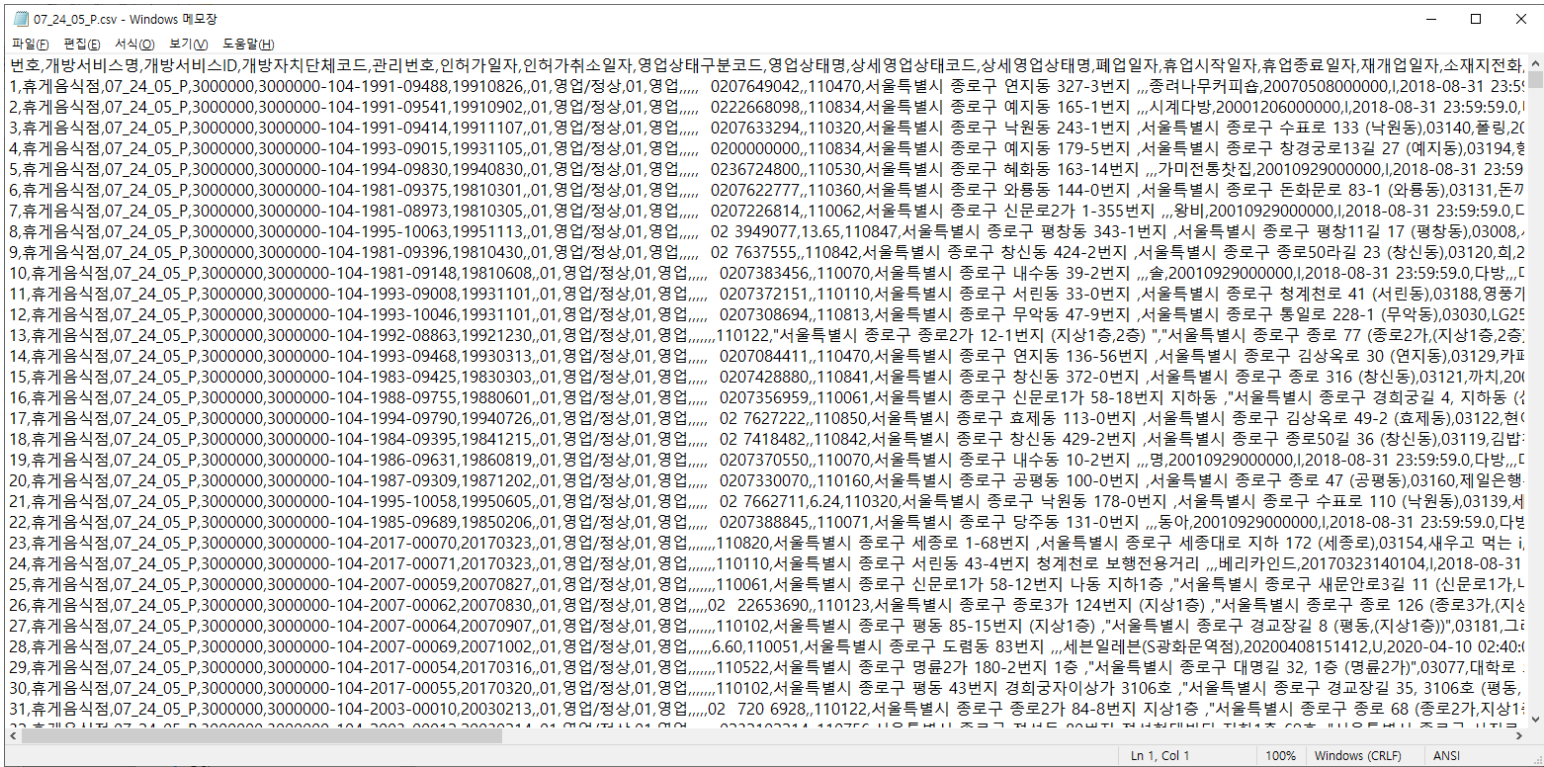 07_24_05_P.csv - Windows 메모장
파일(F) 편집(E) 서식(O) 보기(V) 도움말(H)
번호,개방서비스명,개방서비스ID,개방자치단체코드,관리번호,인허가일자,인허가취소일자,영업상태구분코드,영업상태명,상세영업상태코드,상세영업상태명,폐업일자,휴업시작일자,휴업종료일자,재개업일자,소재지전화,
1,휴게음식점,07_24_05_P,3000000,3000000-104-1991-09488,19910826,,01,영업/정상,01,영업,,,,, 0207649042,,110470,서울특별시 종로구 연지동 327-3번지 ,,,종려나무커피숍,20070508000000,I,2018-08-31 23:59
2,휴게음식점,07_24_05_P,3000000,3000000-104-1991-09541,19910902,,01,영업/정상,01,영업,,,,, 0222668098,,110834,서울특별시 종로구 예지동 165-1번지 ,,,시계다방,20001206000000,I,2018-08-31 23:59:59.0,
3,휴게음식점,07_24_05_P,3000000,3000000-104-1991-09414,19911107,,01,영업/정상,01,영업,,,,, 0207633294,,110320,서울특별시 종로구 낙원동 243-1번지 ,서울특별시 종로구 수표로 133 (낙원동),03140,폴링,20
4,휴게음식점,07_24_05_P,3000000,3000000-104-1993-09015,19931105,,01,영업/정상,01,영업,,,,, 0200000000,,110834,서울특별시 종로구 예지동 179-5번지 ,서울특별시 종로구 창경궁로13길 27 (예지동),03194,
5,휴게음식점,07_24_05_P,3000000,3000000-104-1994-09830,19940830,,01,영업/정상,01,영업,,,,, 0236724800,,110530,서울특별시 종로구 혜화동 163-14번지 ,,,가미전통찻집,20010929000000,I,2018-08-31 23:59
6,휴게음식점,07_24_05_P,3000000,3000000-104-1981-09375,19810301,,01,영업/정상,01,영업,,,,, 0207622777,,110360,서울특별시 종로구 와룡동 144-0번지 ,서울특별시 종로구 돈화문로 83-1 (와룡동),03131,
7,휴게음식점,07_24_05_P,3000000,3000000-104-1981-08973,19810305,,01,영업/정상,01,영업,,,,, 0207226814,,110062,서울특별시 종로구 신문로2가 1-355번지 ,,,왕비,20010929000000,I,2018-08-31 23:59:59.0,
8,휴게음식점,07_24_05_P,3000000,3000000-104-1995-10063,19951113,,01,영업/정상,01,영업,,,,, 02 3949077,13.65,110847,서울특별시 종로구 평창동 343-1번지 ,서울특별시 종로구 평창11길 17 (평창동),03008,
9,휴게음식점,07_24_05_P,3000000,3000000-104-1981-09396,19810430,,01,영업/정상,01,영업,,,,, 02 7637555,,110842,서울특별시 종로구 창신동 424-2번지 ,서울특별시 종로구 종로50라길 23 (창신동),03120,희,2
10,휴게음식점,07_24_05_P,3000000,3000000-104-1981-09148,19810608,,01,영업/정상,01,영업,,,,, 0207383456,,110070,서울특별시 종로구 내수동 39-2번지 ,,,솔,20010929000000,I,2018-08-31 23:59:59.0,다방,,,
11,휴게음식점,07_24_05_P,3000000,3000000-104-1993-09008,19931101,,01,영업/정상,01,영업,,,,, 0207372151,,110110,서울특별시 종로구 서린동 33-0번지 ,서울특별시 종로구 청계천로 41 (서린동),03188,영풍
12,휴게음식점,07_24_05_P,3000000,3000000-104-1993-10046,19931101,,01,영업/정상,01,영업,,,,, 0207308694,,110813,서울특별시 종로구 무악동 47-9번지 ,서울특별시 종로구 통일로 228-1 (무악동),03030,LG25
13,휴게음식점,07_24_05_P,3000000,3000000-104-1992-08863,19921230,,01,영업/정상,01,영업,,,,,,,110122,"서울특별시 종로구 종로2가 12-1번지 (지상1층,2층) ","서울특별시 종로구 종로 77 (종로2가,(지상1층,2층)
14,휴게음식점,07_24_05_P,3000000,3000000-104-1993-09468,19930313,,01,영업/정상,01,영업,,,,, 0207084411,,110470,서울특별시 종로구 연지동 136-56번지 ,서울특별시 종로구 김상옥로 30 (연지동),03129,카페
15,휴게음식점,07_24_05_P,3000000,3000000-104-1983-09425,19830303,,01,영업/정상,01,영업,,,,, 0207428880,,110841,서울특별시 종로구 창신동 372-0번지 ,서울특별시 종로구 종로 316 (창신동),03121,까치,200
16,휴게음식점,07_24_05_P,3000000,3000000-104-1988-09755,19880601,,01,영업/정상,01,영업,,,,, 0207356959,,110061,서울특별시 종로구 신문로1가 58-18번지 지하동 ,"서울특별시 종로구 경희궁길 4, 지하동 (
17,휴게음식점,07_24_05_P,3000000,3000000-104-1994-09790,19940726,,01,영업/정상,01,영업,,,,, 02 7627222,,110850,서울특별시 종로구 효제동 113-0번지 ,서울특별시 종로구 김상옥로 49-2 (효제동),03122,
18,휴게음식점,07_24_05_P,3000000,3000000-104-1984-09395,19841215,,01,영업/정상,01,영업,,,,, 02 7418482,,110842,서울특별시 종로구 창신동 429-2번지 ,서울특별시 종로구 종로50길 36 (창신동),03119,김밥
19,휴게음식점,07_24_05_P,3000000,3000000-104-1986-09631,19860819,,01,영업/정상,01,영업,,,,, 0207370550,,110070,서울특별시 종로구 내수동 10-2번지 ,,,명,20010929000000,I,2018-08-31 23:59:59.0,다방,,,
20,휴게음식점,07_24_05_P,3000000,3000000-104-1987-09309,19871202,,01,영업/정상,01,영업,,,,, 0207330070,,110160,서울특별시 종로구 공평동 100-0번지 ,서울특별시 종로구 종로 47 (공평동),03160,제일은행
21,휴게음식점,07_24_05_P,3000000,3000000-104-1995-10058,19950605,,01,영업/정상,01,영업,,,,, 02 7662711,6.24,110320,서울특별시 종로구 낙원동 178-0번지 ,서울특별시 종로구 수표로 110 (낙원동),03139,세
22,휴게음식점,07_24_05_P,3000000,3000000-104-1985-09689,19850206,,01,영업/정상,01,영업,,,,, 0207388845,,110071,서울특별시 종로구 당주동 131-0번지 ,,,동아,20010929000000,I,2018-08-31 23:59:59.0,다방
23,휴게음식점,07_24_05_P,3000000,3000000-104-2017-00070,20170323,,01,영업/정상,01,영업,,,,,,,110820,서울특별시 종로구 세종로 1-68번지 ,서울특별시 종로구 세종대로 지하 172 (세종로),03154,새우고 먹는 i
24,휴게음식점,07_24_05_P,3000000,3000000-104-2017-00071,20170323,,01,영업/정상,01,영업,,,,,,,110110,서울특별시 종로구 서린동 43-4번지 청계천로 보행전용거리 ,,,베리카인드,20170323140104,I,2018-08-31
25,휴게음식점,07_24_05_P,3000000,3000000-104-2007-00059,20070827,,01,영업/정상,01,영업,,,,,,,110061,서울특별시 종로구 신문로1가 58-12번지 나동 지하1층 ,"서울특별시 종로구 새문안로3길 11 (신문로1가,
26,휴게음식점,07_24_05_P,3000000,3000000-104-2007-00062,20070830,,01,영업/정상,01,영업,,,,,02 22653690,,110123,서울특별시 종로구 종로3가 124번지 (지상1층) ,"서울특별시 종로구 종로 126 (종로3가,(지상
27,휴게음식점,07_24_05_P,3000000,3000000-104-2007-00064,20070907,,01,영업/정상,01,영업,,,,,,,110102,서울특별시 종로구 평동 85-15번지 (지상1층) ,"서울특별시 종로구 경교장길 8 (평동,(지상1층))",03181,그
28,휴게음식점,07_24_05_P,3000000,3000000-104-2007-00069,20071002,,01,영업/정상,01,영업,,,,,,6.60,110051,서울특별시 종로구 도렴동 83번지 ,,,세븐일레븐(S광화문역점),20200408151412,U,2020-04-10 02:40:
29,휴게음식점,07_24_05_P,3000000,3000000-104-2017-00054,20170316,,01,영업/정상,01,영업,,,,,,,110522,서울특별시 종로구 명륜2가 180-2번지 1층 ,"서울특별시 종로구 대명길 32, 1층 (명륜2가)",03077,대학로
30,휴게음식점,07_24_05_P,3000000,3000000-104-2017-00055,20170320,,01,영업/정상,01,영업,,,,,,,110102,서울특별시 종로구 평동 43번지 경희궁자이상가 3106호 ,"서울특별시 종로구 경교장길 35, 3106호 (평동,
31,휴게음식점,07_24_05_P,3000000,3000000-104-2003-00010,20030213,,01,영업/정상,01,영업,,,,,02 720 6928,,110122,서울특별시 종로구 종로2가 84-8번지 지상1층 ,"서울특별시 종로구 종로 68 (종로2가,지상1
Ln 1, Col 1 100% Windows (CRLF) ANSI